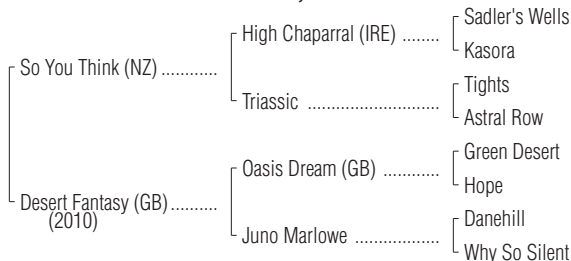 Sadler's Wells
High Chaparral (IRE) ........
Kasora
So You Think (NZ) ............
Tights
Triassic ............................
Astral Row
Green Desert
Oasis Dream (GB) ............
Hope
Desert Fantasy (GB) ..........
(2010)
Danehill
Juno Marlowe ..................
Why So Silent